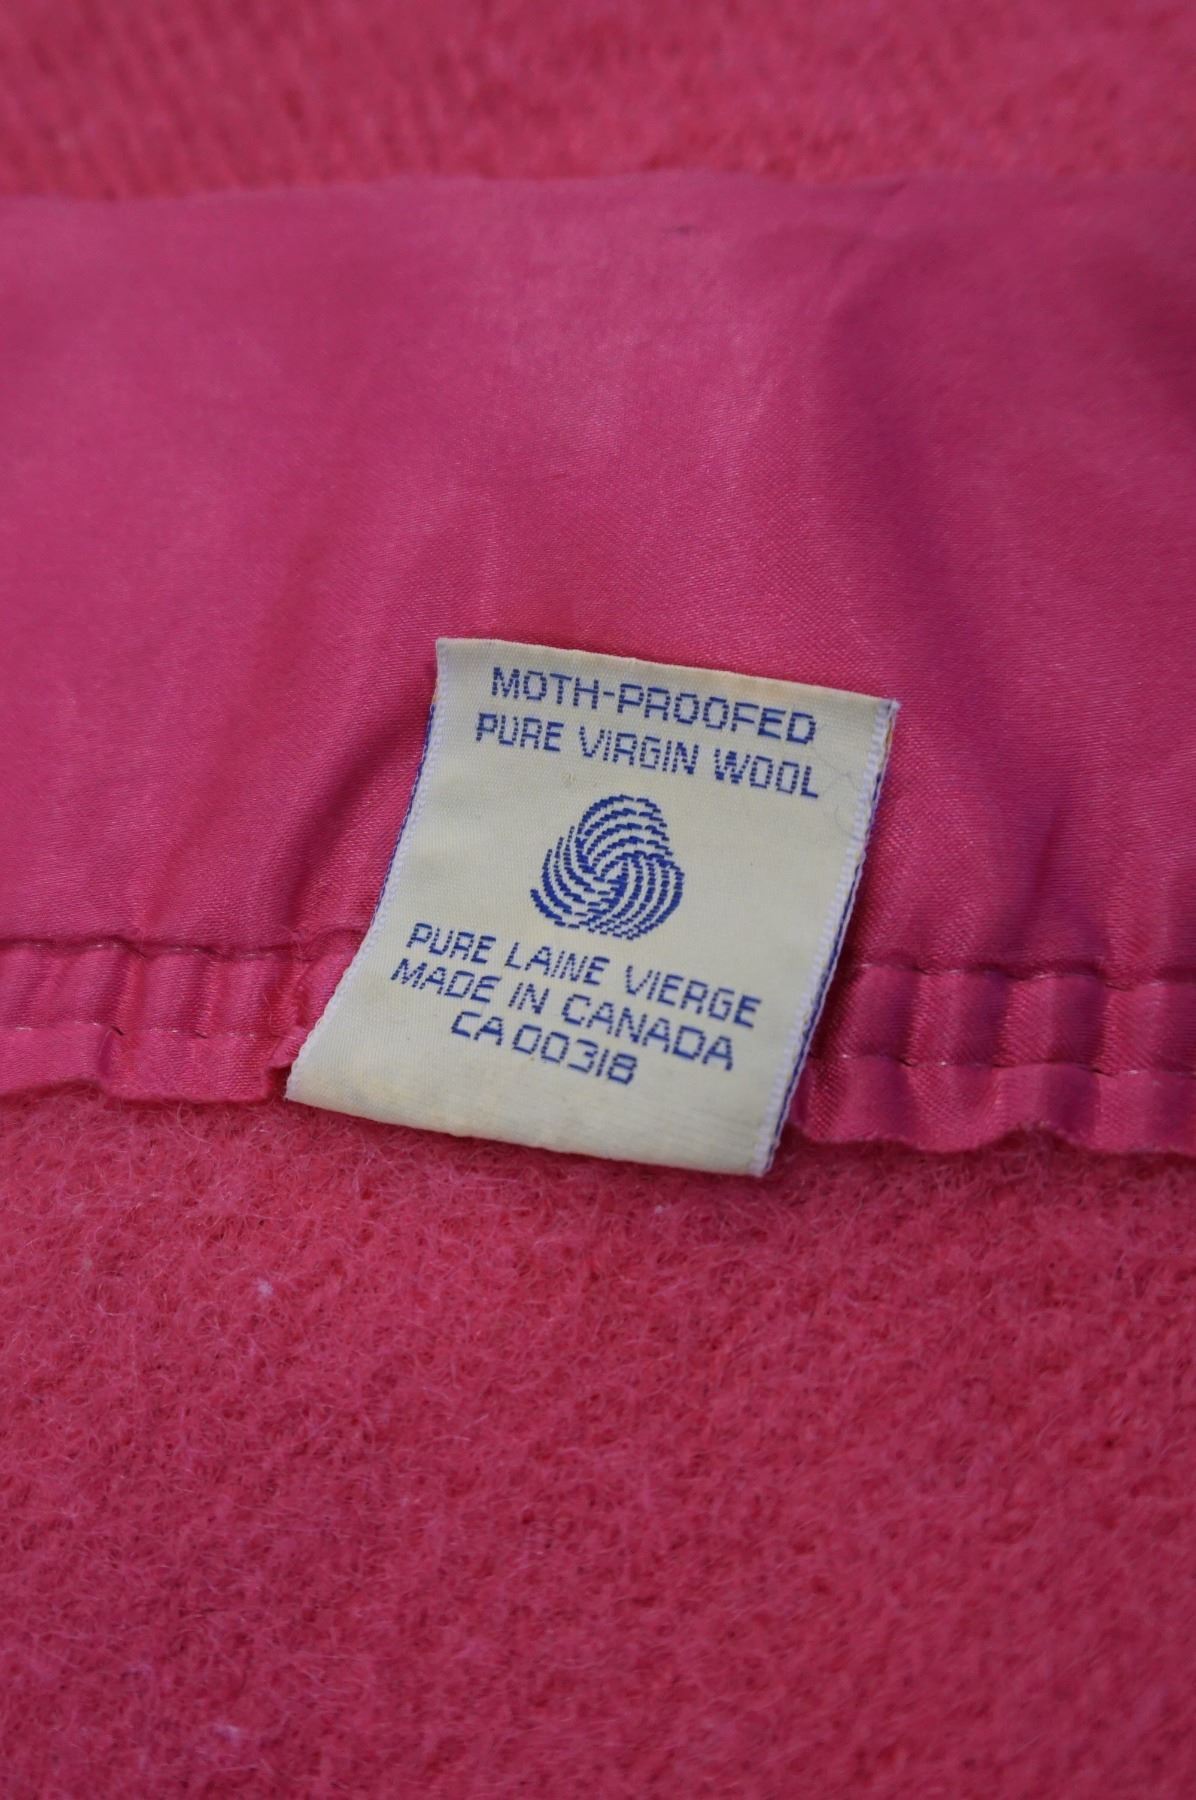 MOTH-PROOFED
PURE VIRGIN WOOL
PURE LAINE VIERGE
MADE IN CANADA
CA 00318